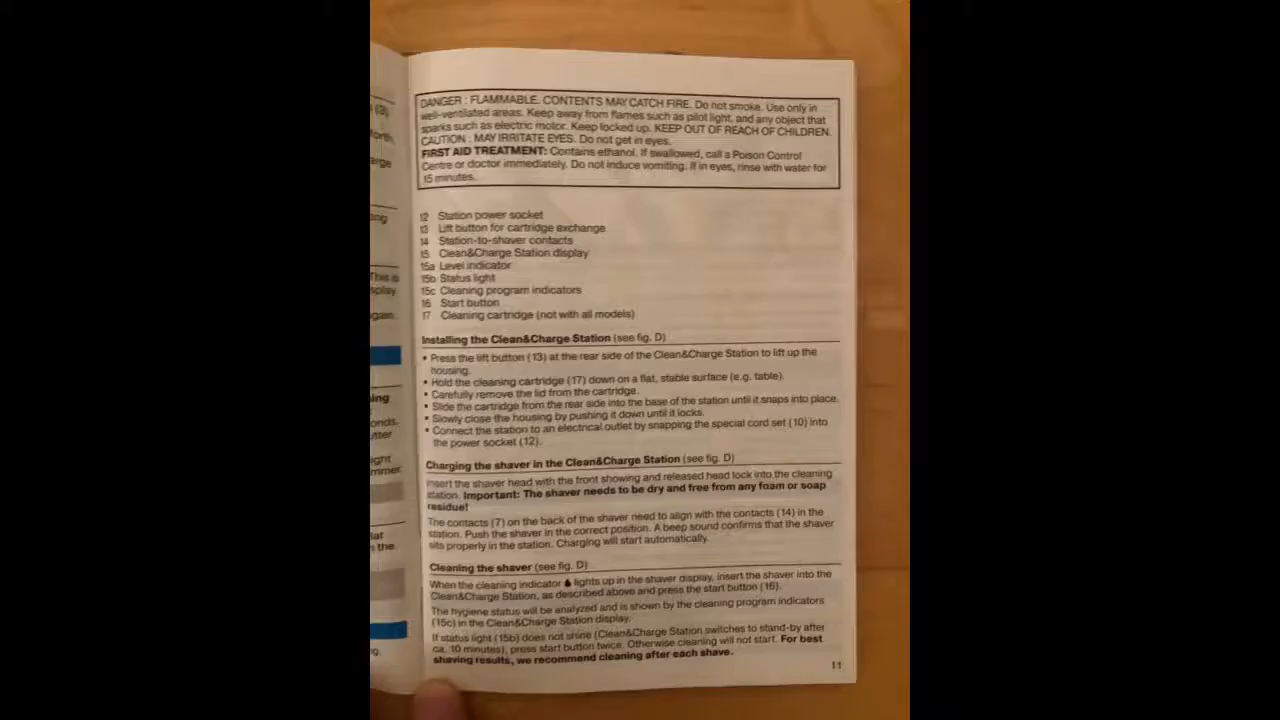 DANGER : FLAMMABLE. CONTENTS MAY CATCH FIRE. Do not smoke. Use only in
well-ventilated areas. Keep away from flames such as pilot light, and any object that
sparks such as electric motor. Keep locked up. KEEP OUT OF REACH OF CHILDREN.
CAUTION : MAY IRRITATE EYES. Do not get in eyes.
FIRST AID TREATMENT: Contains ethanol. If swallowed, call a Poison Control
Centre or doctor immediately. Do not induce vomiting. If in eyes, rinse with water for
15 minutes.
12 Station power socket
13 Lift button for cartridge exchange
14 Station-to-shaver contacts
15 Clean&Charge Station display
15a Level indicator
15b Status light
15c Cleaning program indicators
16 Start button
17 Cleaning cartridge (not with all models)
Installing the Clean&Charge Station (see fig. D)
• Press the lift button (13) at the rear side of the Clean&Charge Station to lift up the
housing.
• Hold the cleaning cartridge (17) down on a flat, stable surface (e.g. table).
• Carefully remove the lid from the cartridge.
• Slide the cartridge from the rear side into the base of the station until it snaps into place.
• Slowly close the housing by pushing it down until it locks.
• Connect the station to an electrical outlet by snapping the special cord set (10) into
the power socket (12).
Charging the shaver in the Clean&Charge Station (see fig. D)
Insert the shaver head with the front showing and released head lock into the cleaning
station. Important: The shaver needs to be dry and free from any foam or soap
residue!
The contacts (7) on the back of the shaver need to align with the contacts (14) in the
station. Push the shaver in the correct position. A beep sound confirms that the shaver
sits properly in the station. Charging will start automatically.
Cleaning the shaver (see fig. D)
When the cleaning indicator lights up in the shaver display, insert the shaver into the
Clean&Charge Station, as described above and press the start button (16).
The hygiene status will be analyzed and is shown by the cleaning program indicators
(15c) in the Clean&Charge Station display.
If status light (15b) does not shine (Clean&Charge Station switches to stand-by after
ca. 10 minutes), press start button twice. Otherwise cleaning will not start. For best
shaving results, we recommend cleaning after each shave.
11